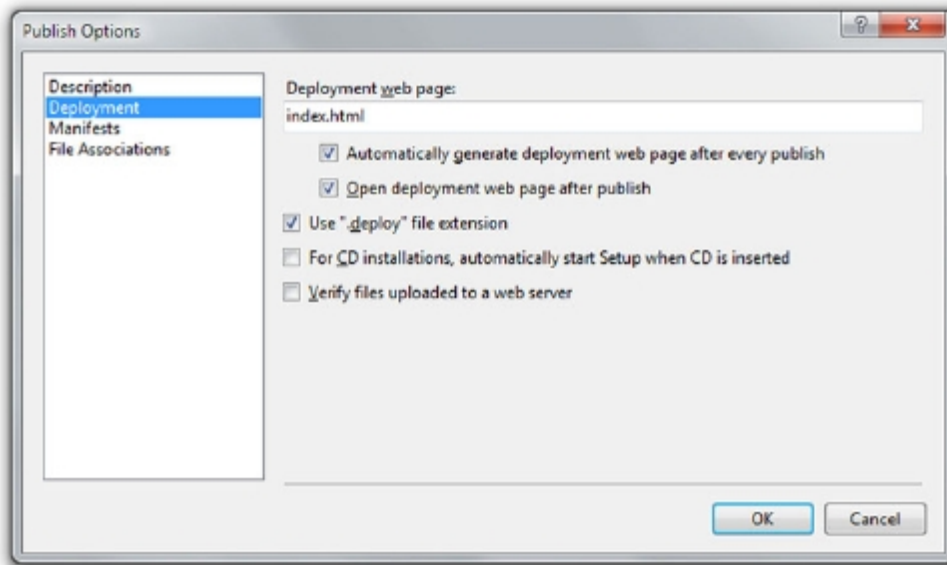 Publish Options
Description
Deployment
Manifests
File Associations
Deployment web page:
index.html
Automatically generate deployment web page after every publish
Open deployment web page after publish
Use ".deploy" file extension
For CD installations, automatically start Setup when CD is inserted
Verify files uploaded to a web server
OK
Cancel